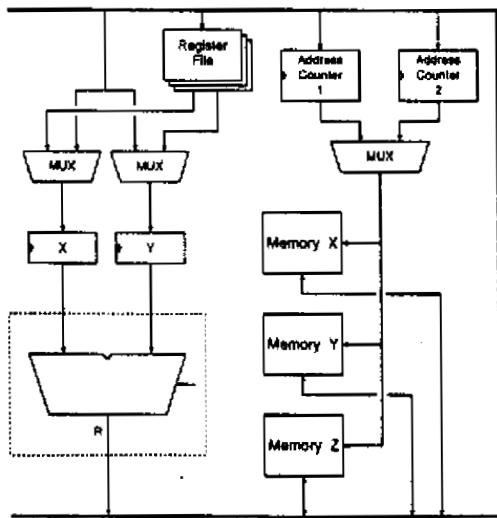 Register
File
Address
Counter
1
Address
Counter
2
MUX
MUX
MUX
X
Y
Memory X
Memory Y
R
Memory Z